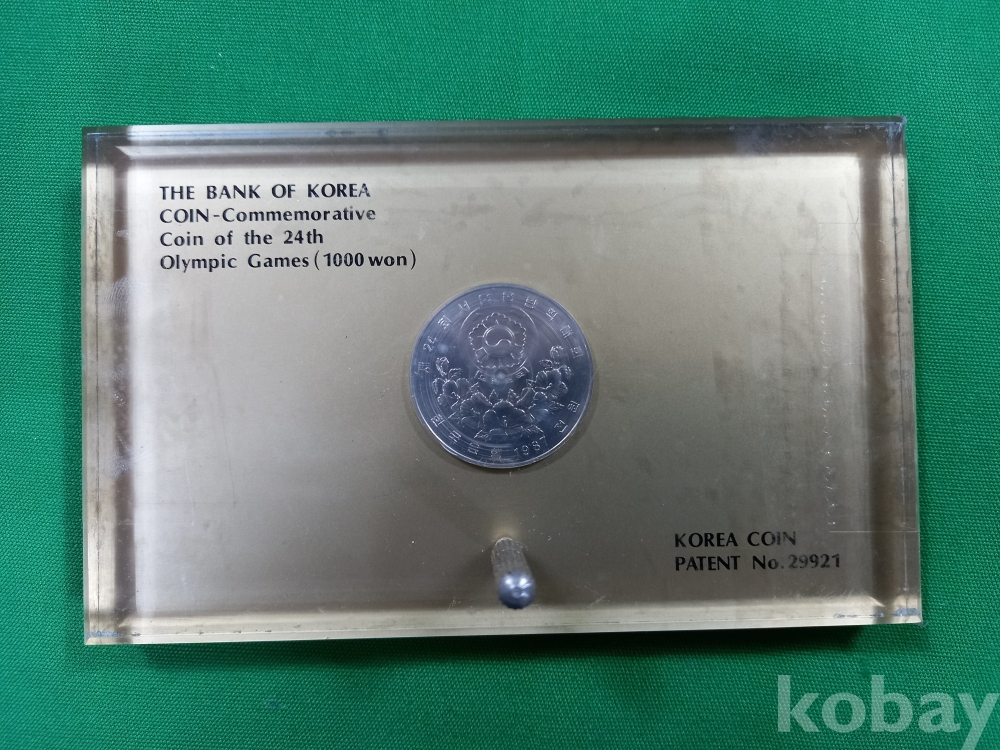 THE BANK OF KOREA
COIN-Commemorative
Coin of the 24th
Olympic Games (1000 won)
1987
KOREA COIN
PATENT No. 29921
kobay